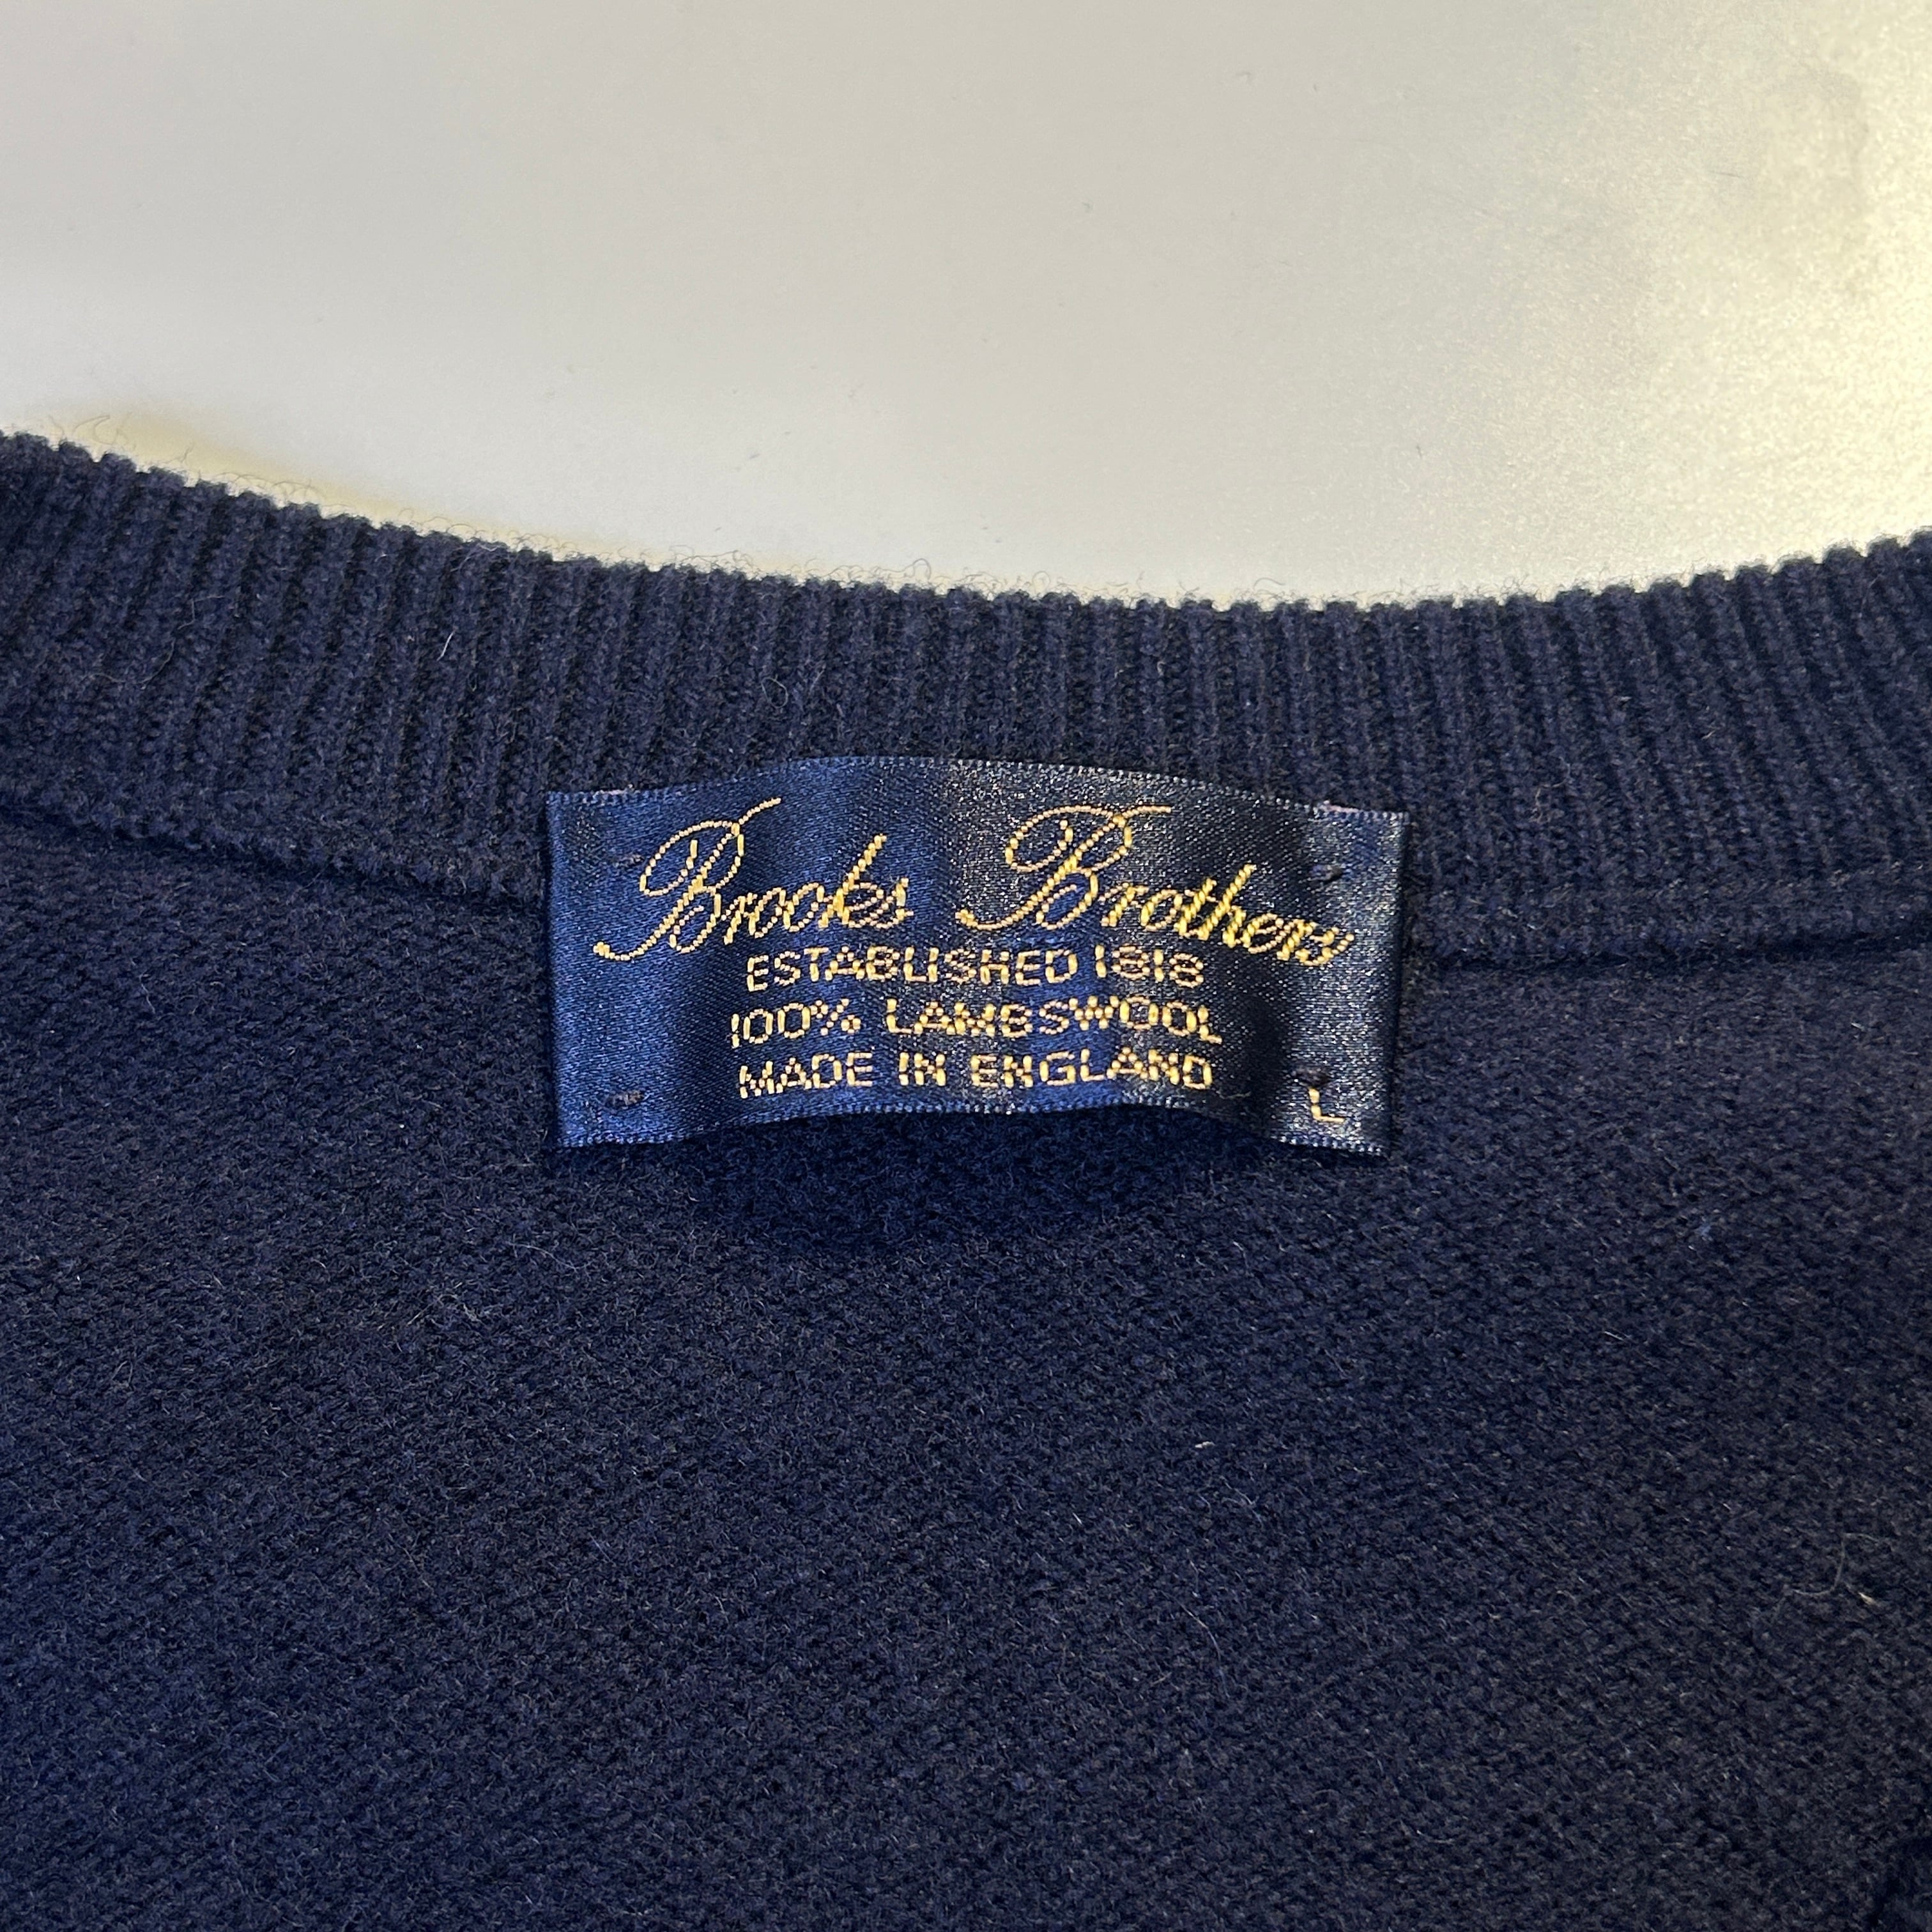 Brooks Brothers
ESTABLISHED 1818
100% LAMBSWOOL
MADE IN ENGLAND
L